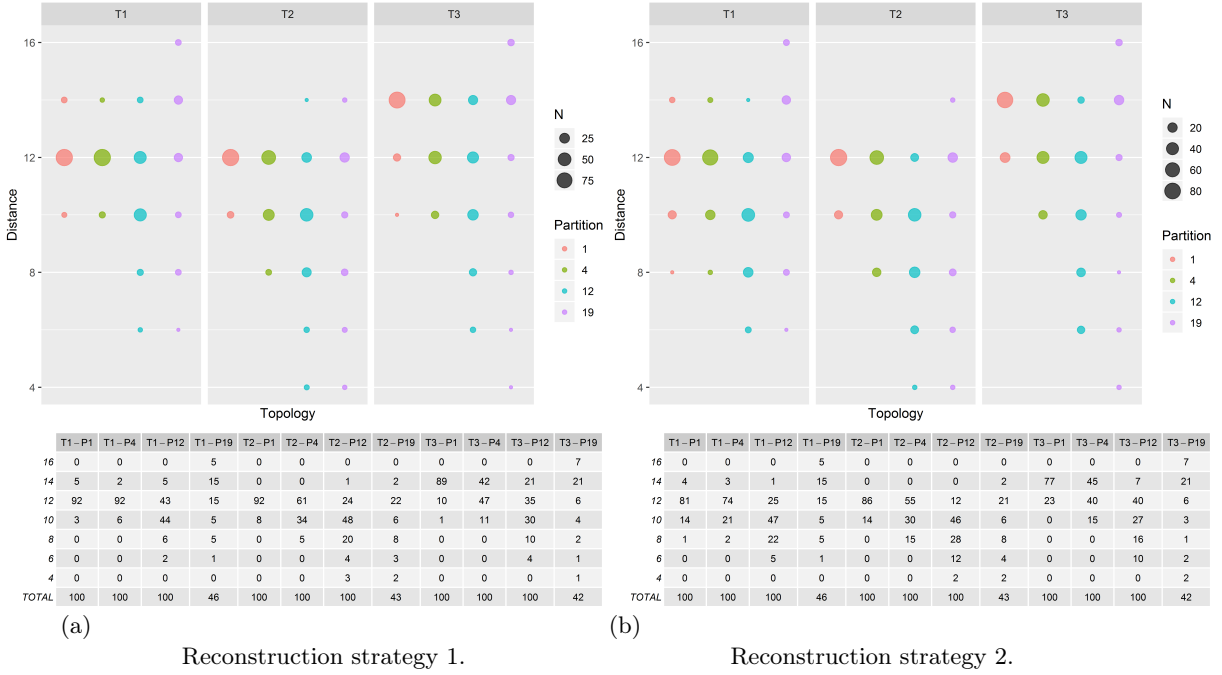 T1 T2 T3
16
12
8
4
Distance
Topology
N
25
50
75
Partition
1
4
12
19
T1−P1 T1−P4 T1−P12 T1−P19 T2−P1 T2−P4 T2−P12 T2−P19 T3−P1 T3−P4 T3−P12 T3−P19
16 0 0 0 5 0 0 0 0 0 0 0 7
14 5 2 5 15 0 0 1 2 89 42 21 21
12 92 92 43 15 92 61 24 22 10 47 35 6
10 3 6 44 5 8 34 48 6 1 11 30 4
8 0 0 6 5 0 5 20 8 0 0 10 2
6 0 0 2 1 0 0 4 3 0 0 4 1
4 0 0 0 0 0 0 3 2 0 0 0 1
TOTAL 100 100 100 46 100 100 100 43 100 100 100 42
(a)
Reconstruction strategy 1.
T1 T2 T3
16
12
8
4
Distance
Topology
N
20
40
60
80
Partition
1
4
12
19
T1−P1 T1−P4 T1−P12 T1−P19 T2−P1 T2−P4 T2−P12 T2−P19 T3−P1 T3−P4 T3−P12 T3−P19
16 0 0 0 5 0 0 0 0 0 0 0 7
14 4 3 1 15 0 0 0 2 77 45 7 21
12 81 74 25 15 86 55 12 21 23 40 40 6
10 14 21 47 5 14 30 46 6 0 15 27 3
8 1 2 22 5 0 15 28 8 0 0 16 1
6 0 0 5 1 0 0 12 4 0 0 10 2
4 0 0 0 0 0 0 2 2 0 0 0 2
TOTAL 100 100 100 46 100 100 100 43 100 100 100 42
(b)
Reconstruction strategy 2.